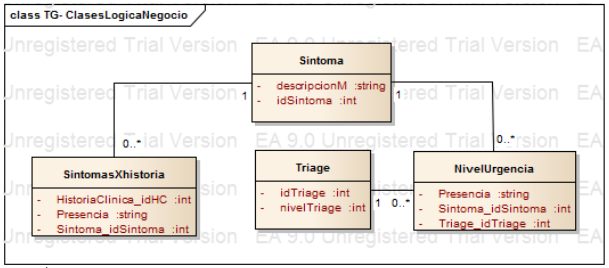 class TG- ClasesLogicaNegocio
Unregistered Trial Version EA 9.0 Unregistered Trial Version EA
Sintoma
- descripcionM :string
- idSintoma :int
1
1
0..*
0..*
SintomasXhistoria
- HistoriaClinica_idHC :int
- Presencia :string
- Sintoma_idSintoma :int
Triage
- idTriage :int
- nivelTriage :int
1 0..*
NivelUrgencia
- Presencia :string
- Sintoma_idSintoma :int
- Triage_idTriage :int